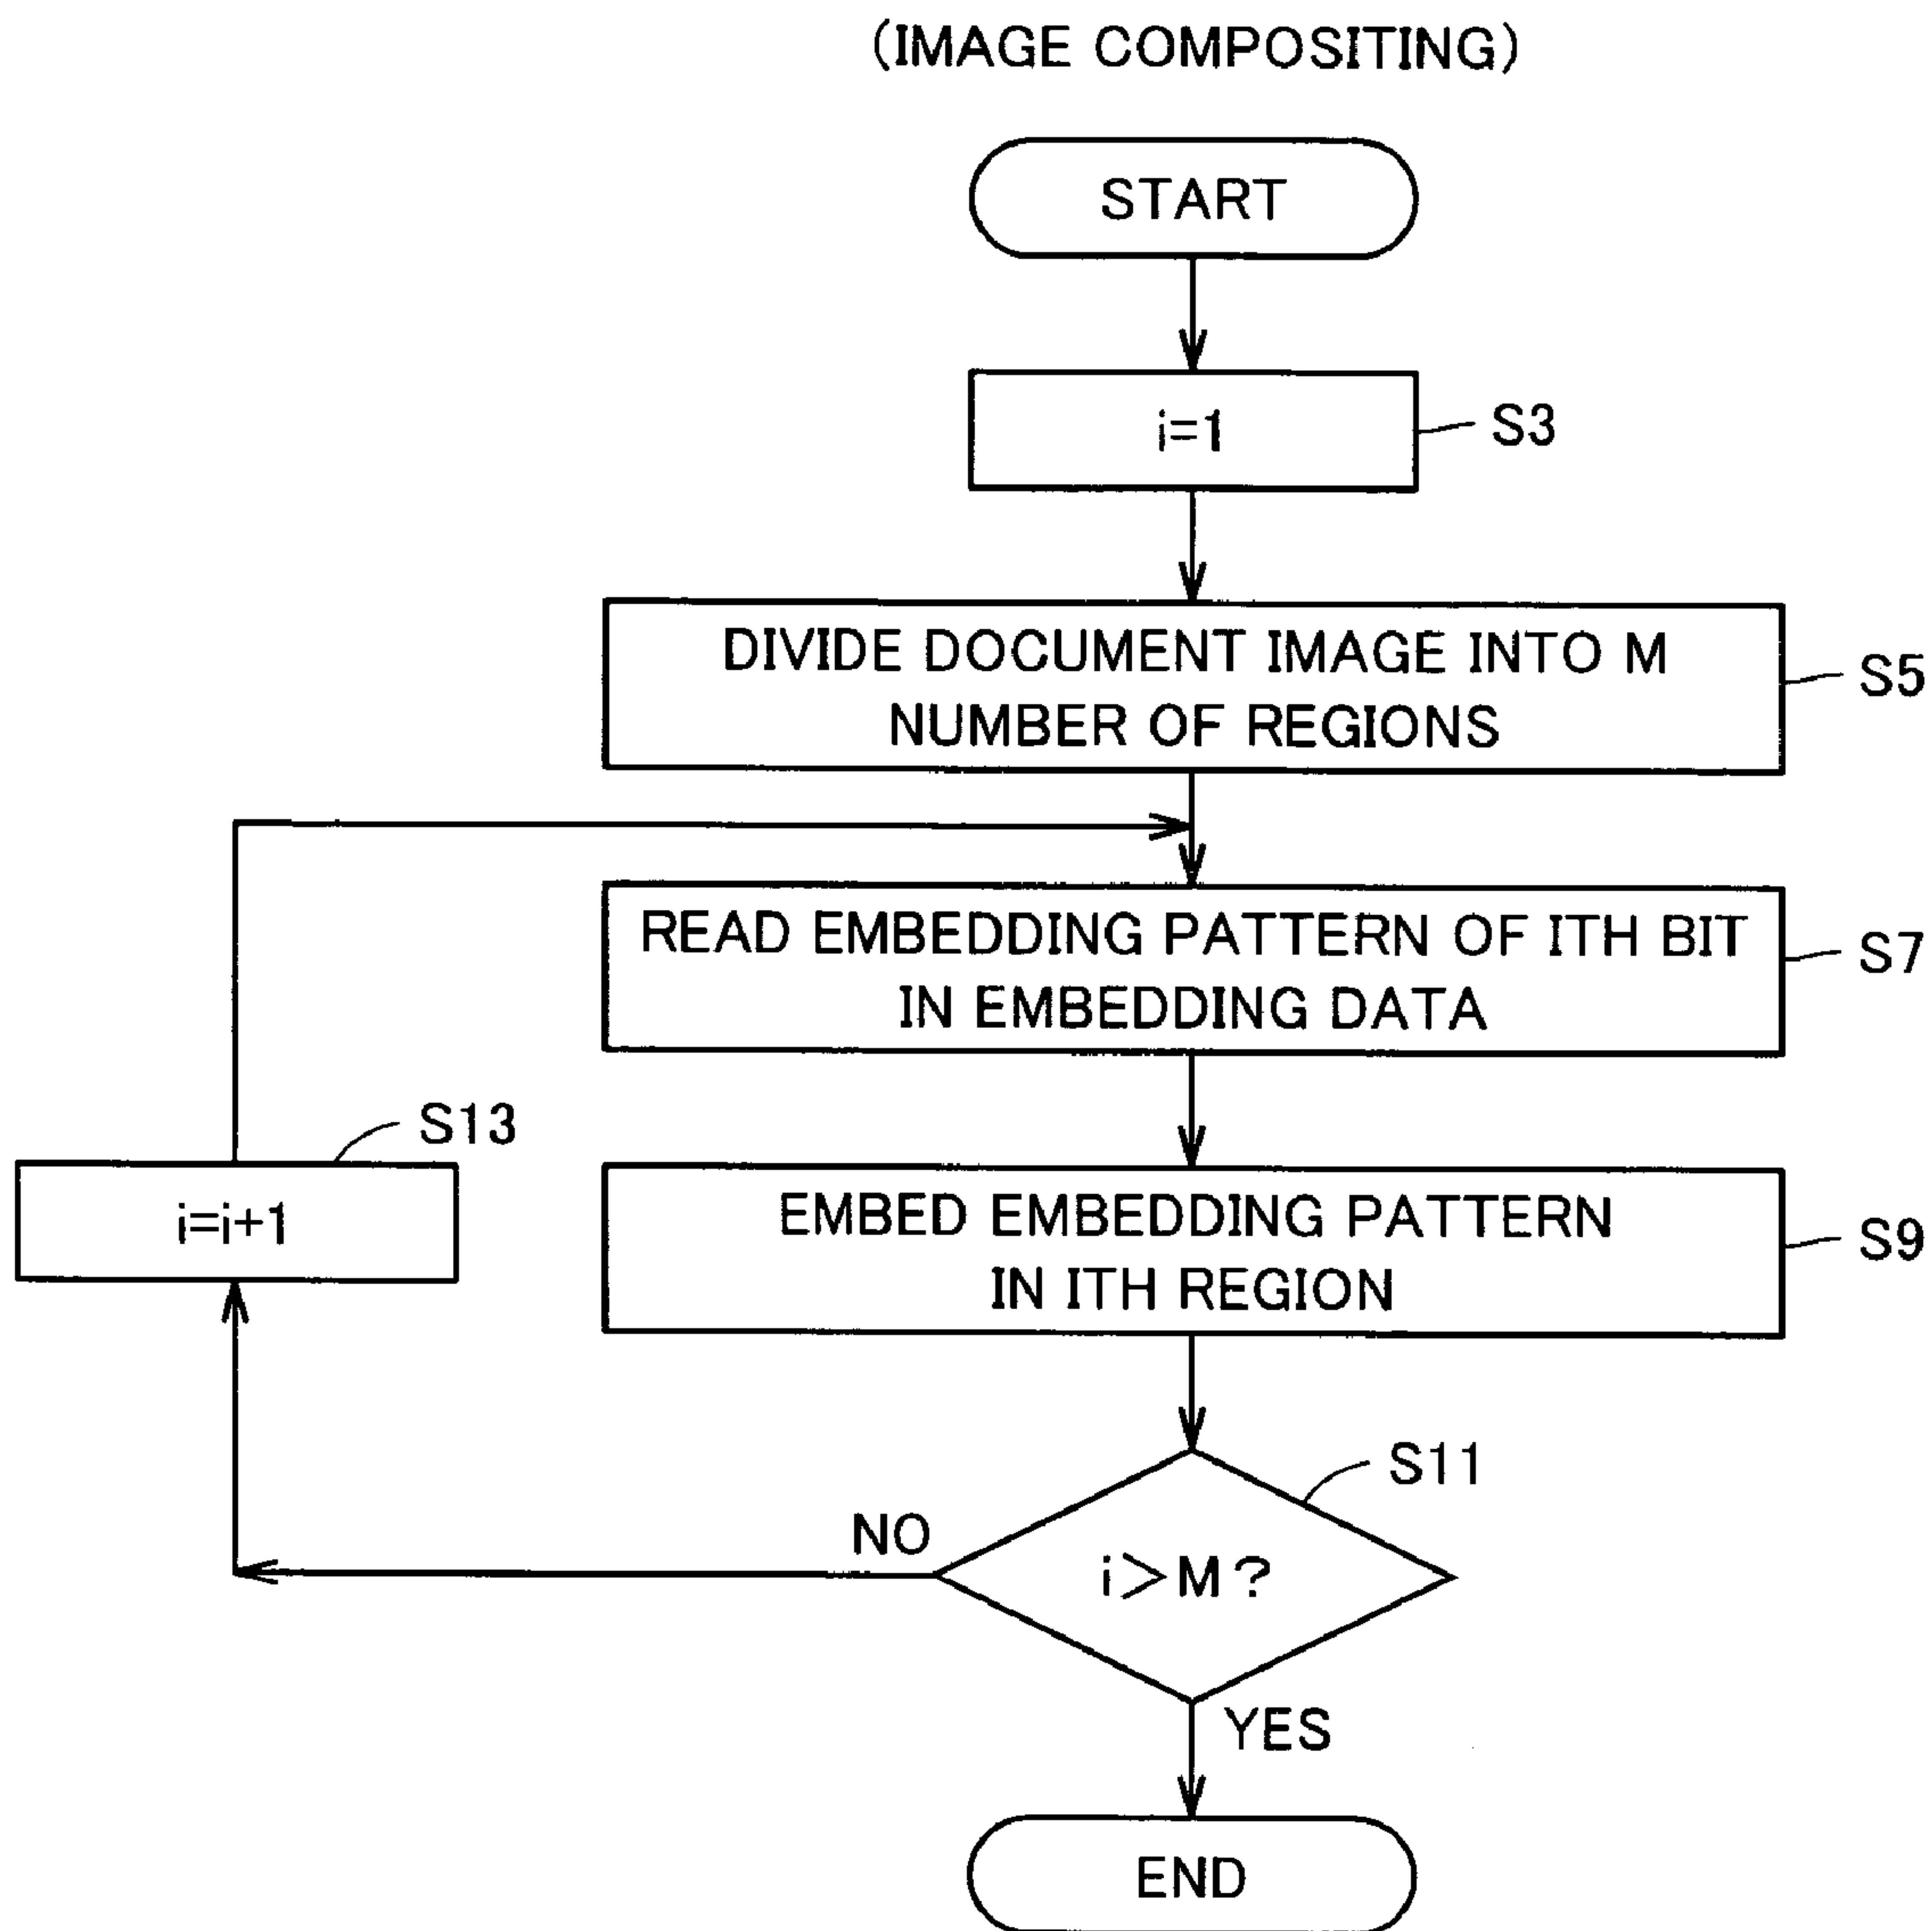 (IMAGE COMPOSITING)
START
i=1
S3
DIVIDE DOCUMENT IMAGE INTO M
NUMBER OF REGIONS
S5
READ EMBEDDING PATTERN OF ITH BIT
IN EMBEDDING DATA
S7
S13
i=i+1
EMBED EMBEDDING PATTERN
IN ITH REGION
S9
S11
NO
i>M?
YES
END